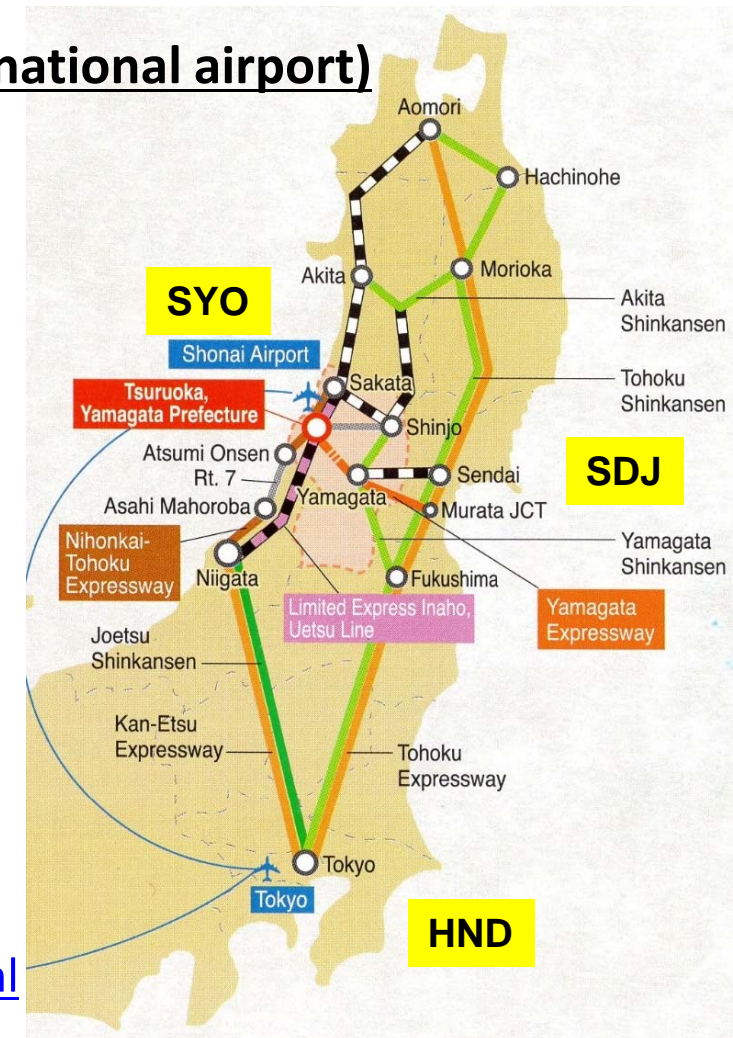 national airport)
Aomori
Hachinohe
Akita
Morioka
SYO
Akita
Shinkansen
Shonai Airport
Sakata
Tohoku
Shinkansen
Tsuruoka,
Yamagata Prefecture
Shinjo
Atsumi Onsen
Rt. 7
Yamagata
Sendai
SDJ
Asahi Mahoroba
Murata JCT
Nihonkai-
Tohoku
Expressway
Niigata
Yamagata
Shinkansen
Fukushima
Limited Express Inaho,
Uetsu Line
Yamagata
Expressway
Joetsu
Shinkansen
Kan-Etsu
Expressway
Tohoku
Expressway
Tokyo
Tokyo
HND